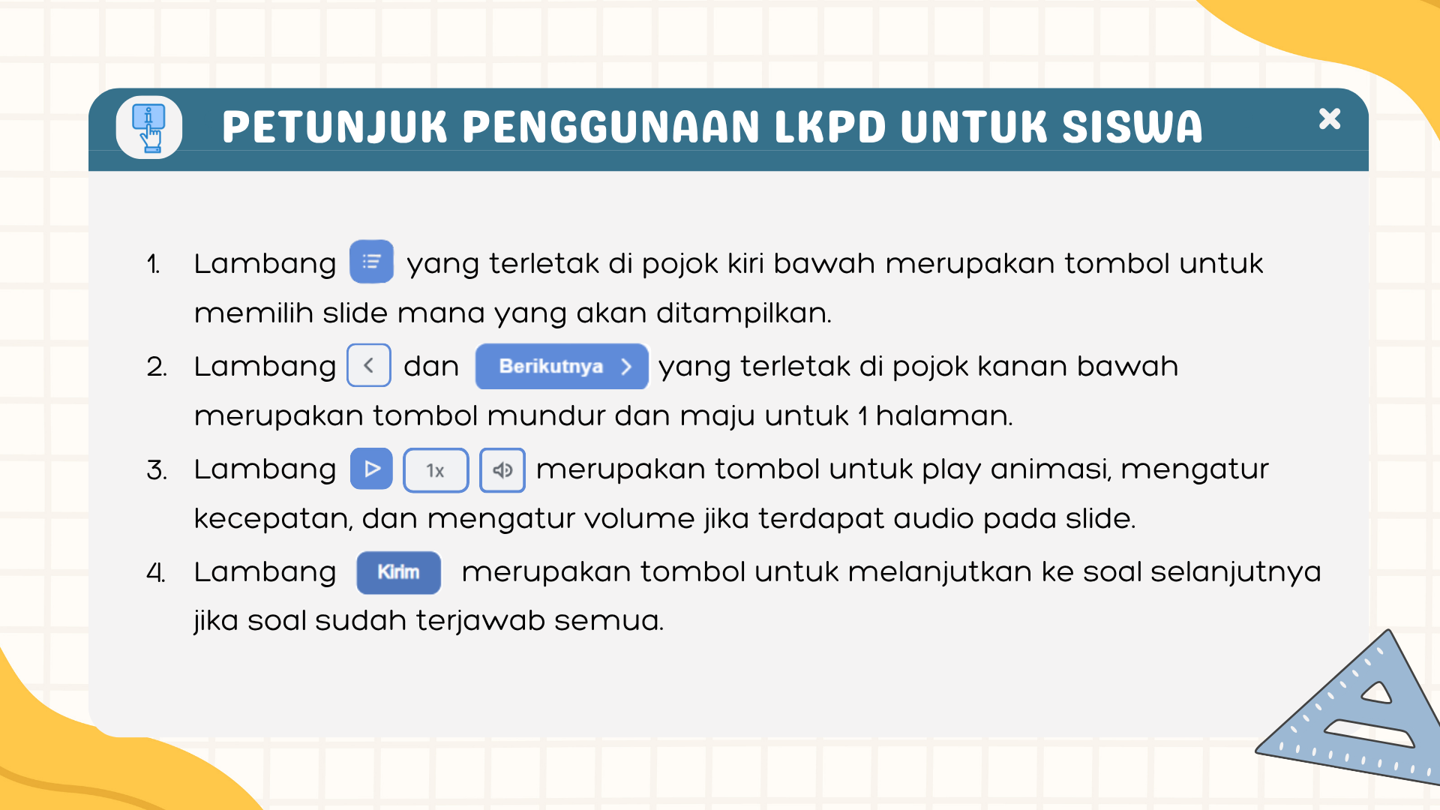 PETUNJUK PENGGUNAAN LKPD UNTUK SISWA
1. Lambang yang terletak di pojok kiri bawah merupakan tombol untuk
memilih slide mana yang akan ditampilkan.
2. Lambang < dan Berikutnya > yang terletak di pojok kanan bawah
merupakan tombol mundur dan maju untuk 1 halaman.
3. Lambang 1x merupakan tombol untuk play animasi, mengatur
kecepatan, dan mengatur volume jika terdapat audio pada slide.
4. Lambang Kirim merupakan tombol untuk melanjutkan ke soal selanjutnya
jika soal sudah terjawab semua.